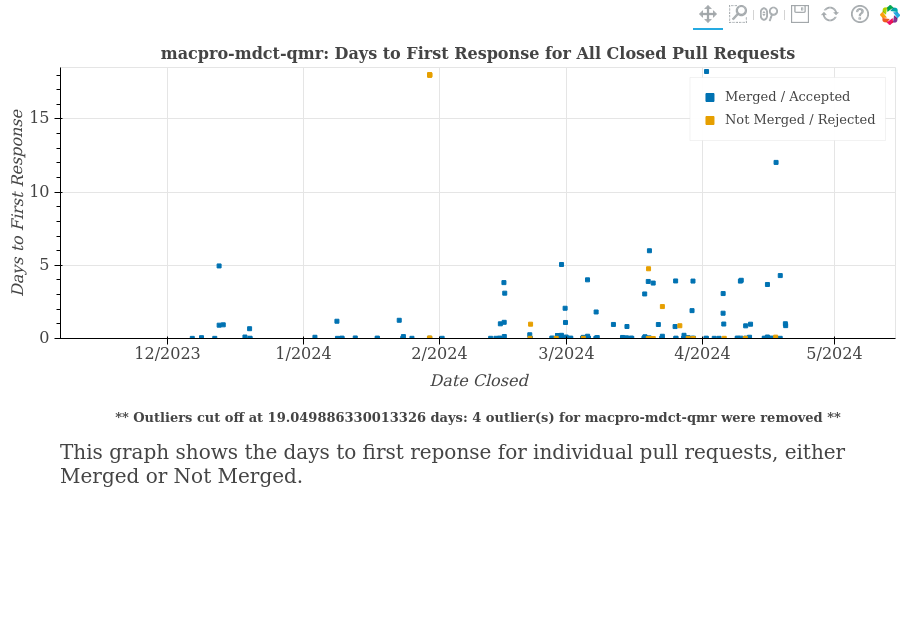 macpro-mdct-qmr: Days to First Response for All Closed Pull Requests
Merged / Accepted
Not Merged / Rejected
Days to First Response
15
10
5
0
12/2023
1/2024
2/2024
3/2024
4/2024
5/2024
Date Closed
** Outliers cut off at 19.049886330013326 days: 4 outlier(s) for macpro-mdct-qmr were removed **
This graph shows the days to first reponse for individual pull requests, either
Merged or Not Merged.